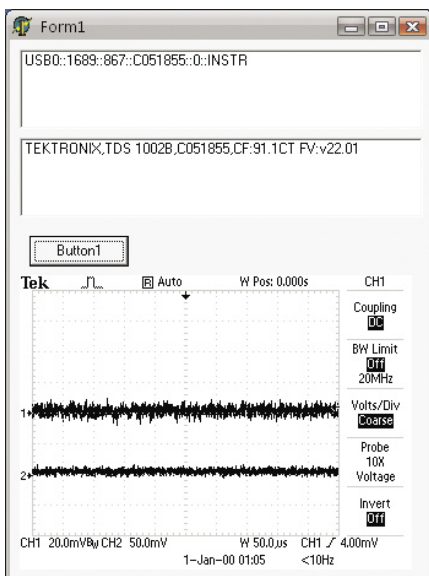 Form1
USB0::1689::867::C051855::0::INSTR
TEKTRONIX,TDS 1002B,C051855,CF:91.1CT FV:v22.01
Button1
Tek R Auto W Pos: 0.000s CH1
Coupling
DC
BW Limit
Off
20MHz
Volts/Div
Coarse
Probe
10X
Voltage
Invert
Off
1
2
CH1 20.0mVBW CH2 50.0mV W 50.0µs CH1 4.00mV
1-Jan-00 01:05 <10Hz